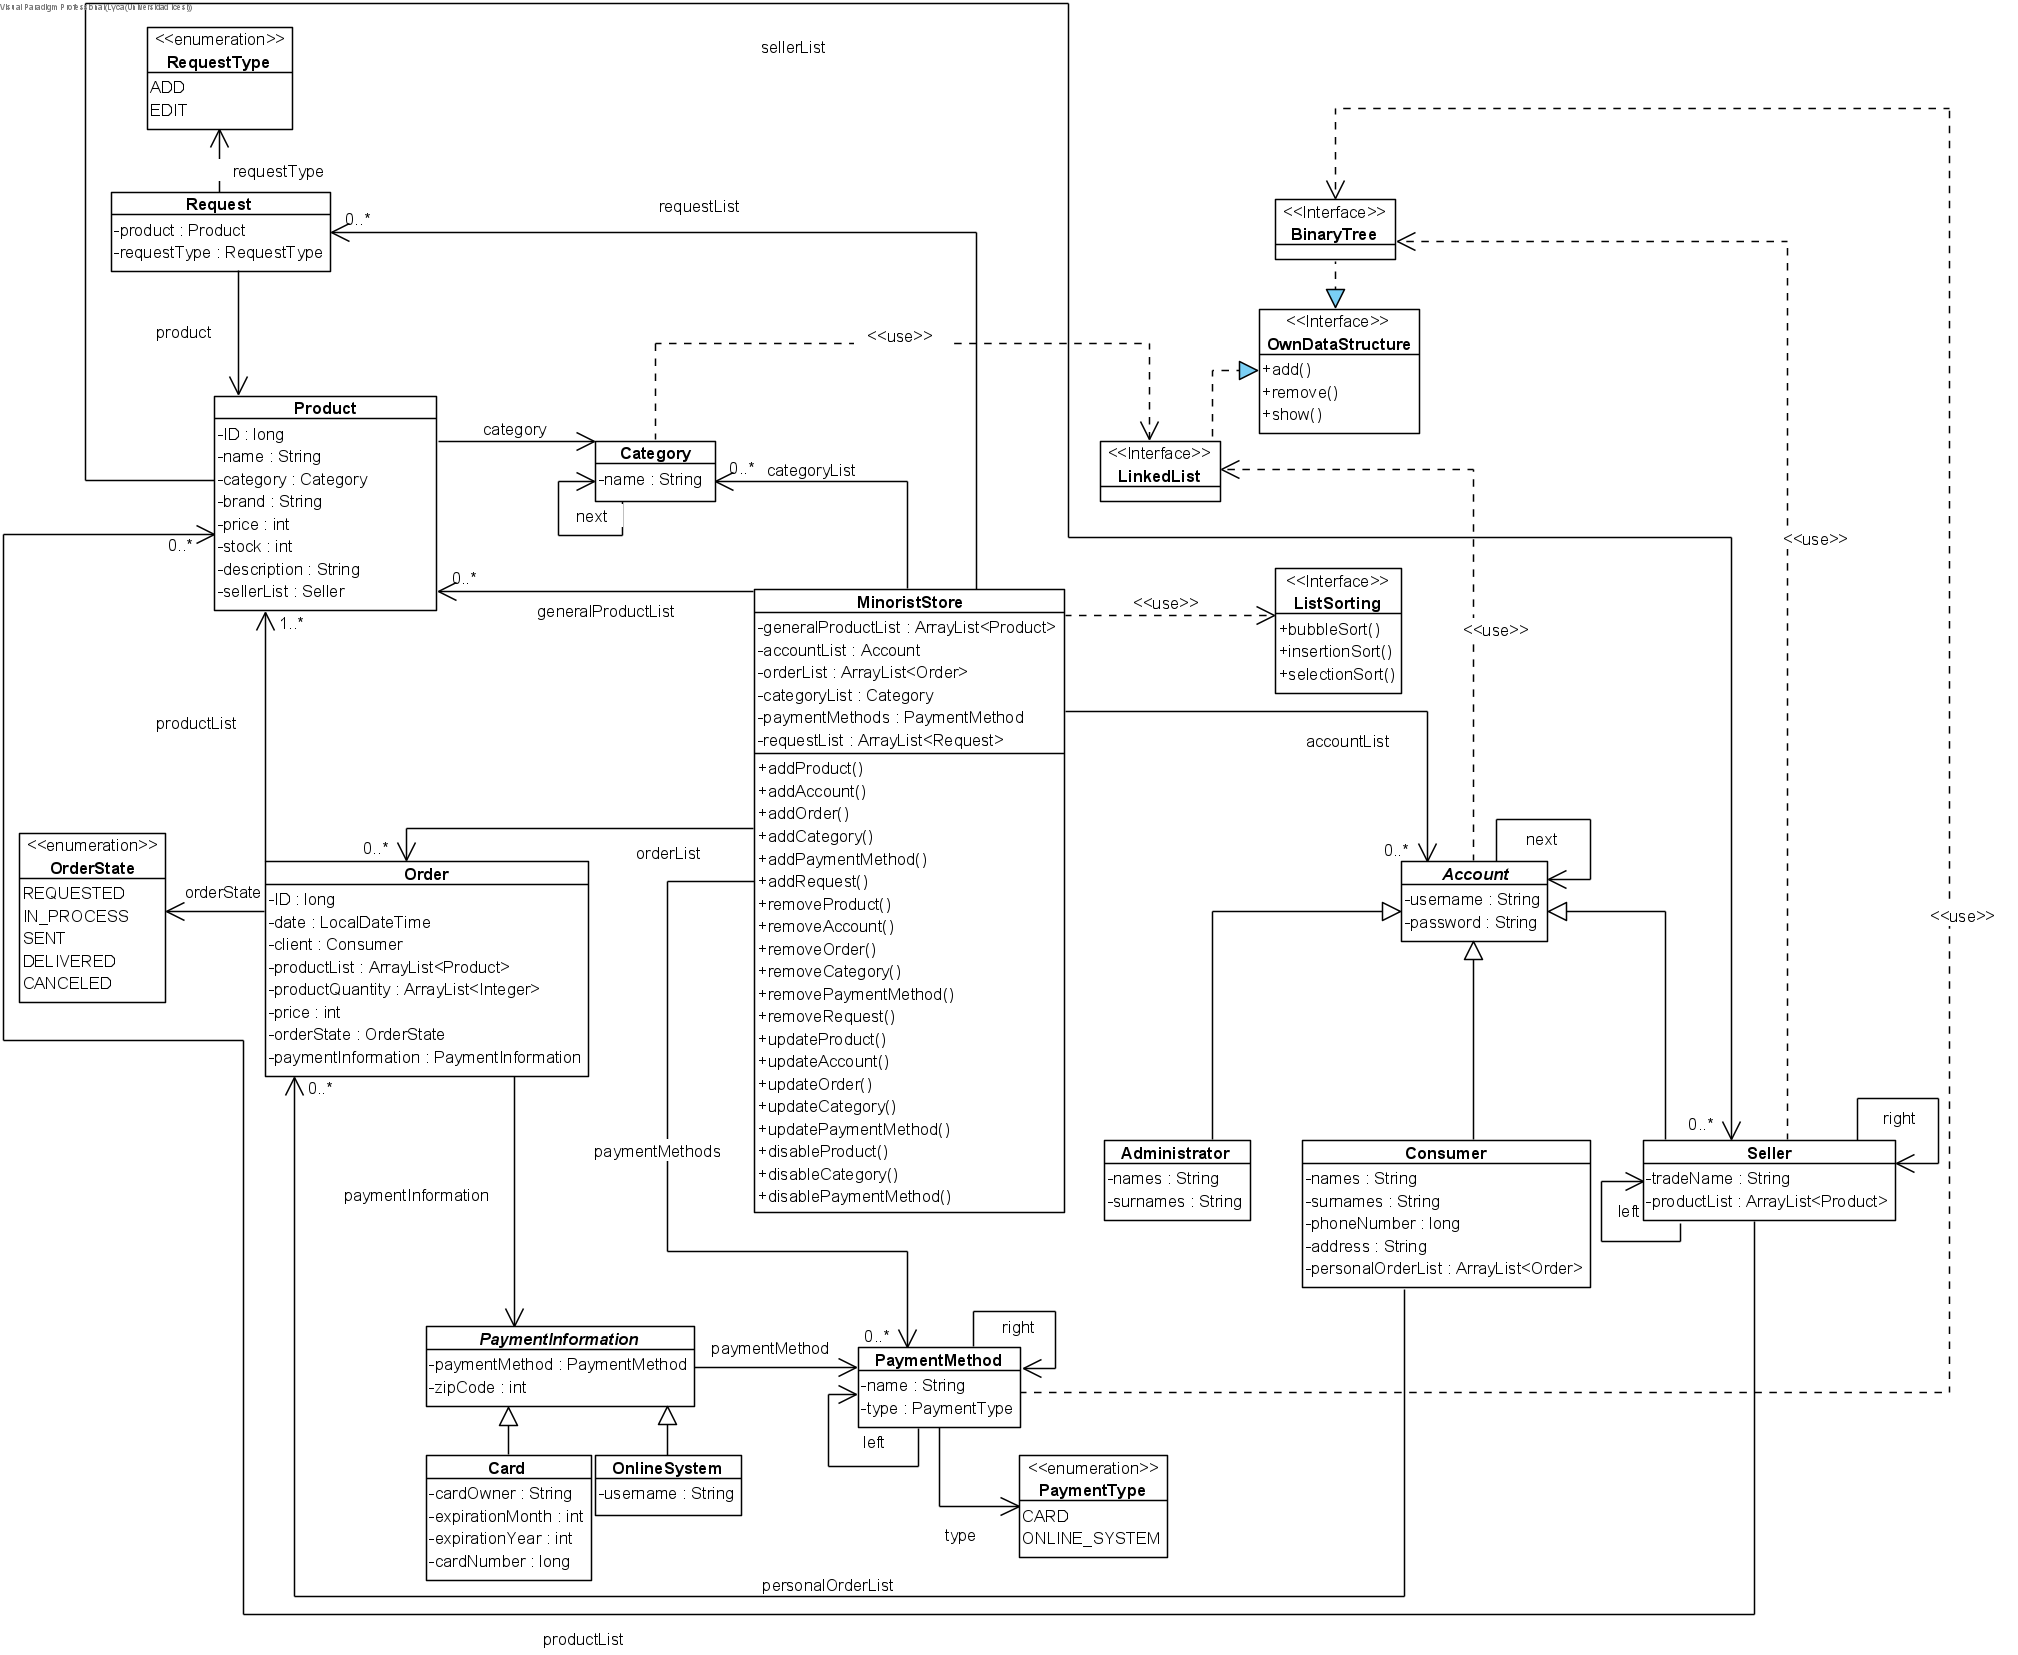 Visual Paradigm Professional(Lyca(Universidad Icesi))
<<enumeration>>
RequestType
ADD
EDIT
requestType
Request
-product : Product
-requestType : RequestType
0..*
requestList
sellerList
product
<<Interface>>
BinaryTree
<<Interface>>
OwnDataStructure
+add()
+remove()
+show()
<<use>>
Product
-ID : long
-name : String
-category : Category
-brand : String
-price : int
-stock : int
-description : String
-sellerList : Seller
category
Category
-name : String
next
0..*
categoryList
<<Interface>>
LinkedList
0..*
0..*
generalProductList
1..*
productList
MinoristStore
-generalProductList : ArrayList<Product>
-accountList : Account
-orderList : ArrayList<Order>
-categoryList : Category
-paymentMethods : PaymentMethod
-requestList : ArrayList<Request>
+addProduct()
+addAccount()
+addOrder()
+addCategory()
+addPaymentMethod()
+addRequest()
+removeProduct()
+removeAccount()
+removeOrder()
+removeCategory()
+removePaymentMethod()
+removeRequest()
+updateProduct()
+updateAccount()
+updateOrder()
+updateCategory()
+updatePaymentMethod()
+disableProduct()
+disableCategory()
+disablePaymentMethod()
<<use>>
<<Interface>>
ListSorting
+bubbleSort()
+insertionSort()
+selectionSort()
<<use>>
<<use>>
<<use>>
accountList
0..*
next
Account
-username : String
-password : String
<<enumeration>>
OrderState
REQUESTED
IN_PROCESS
SENT
DELIVERED
CANCELED
orderState
0..*
orderList
Order
-ID : long
-date : LocalDateTime
-client : Consumer
-productList : ArrayList<Product>
-productQuantity : ArrayList<Integer>
-price : int
-orderState : OrderState
-paymentInformation : PaymentInformation
0..*
paymentMethods
paymentInformation
Administrator
-names : String
-surnames : String
Consumer
-names : String
-surnames : String
-phoneNumber : long
-address : String
-personalOrderList : ArrayList<Order>
0..*
right
Seller
-tradeName : String
-productList : ArrayList<Product>
left
PaymentInformation
-paymentMethod : PaymentMethod
-zipCode : int
paymentMethod
0..*
right
PaymentMethod
-name : String
-type : PaymentType
left
Card
-cardOwner : String
-expirationMonth : int
-expirationYear : int
-cardNumber : long
OnlineSystem
-username : String
type
<<enumeration>>
PaymentType
CARD
ONLINE_SYSTEM
personalOrderList
productList